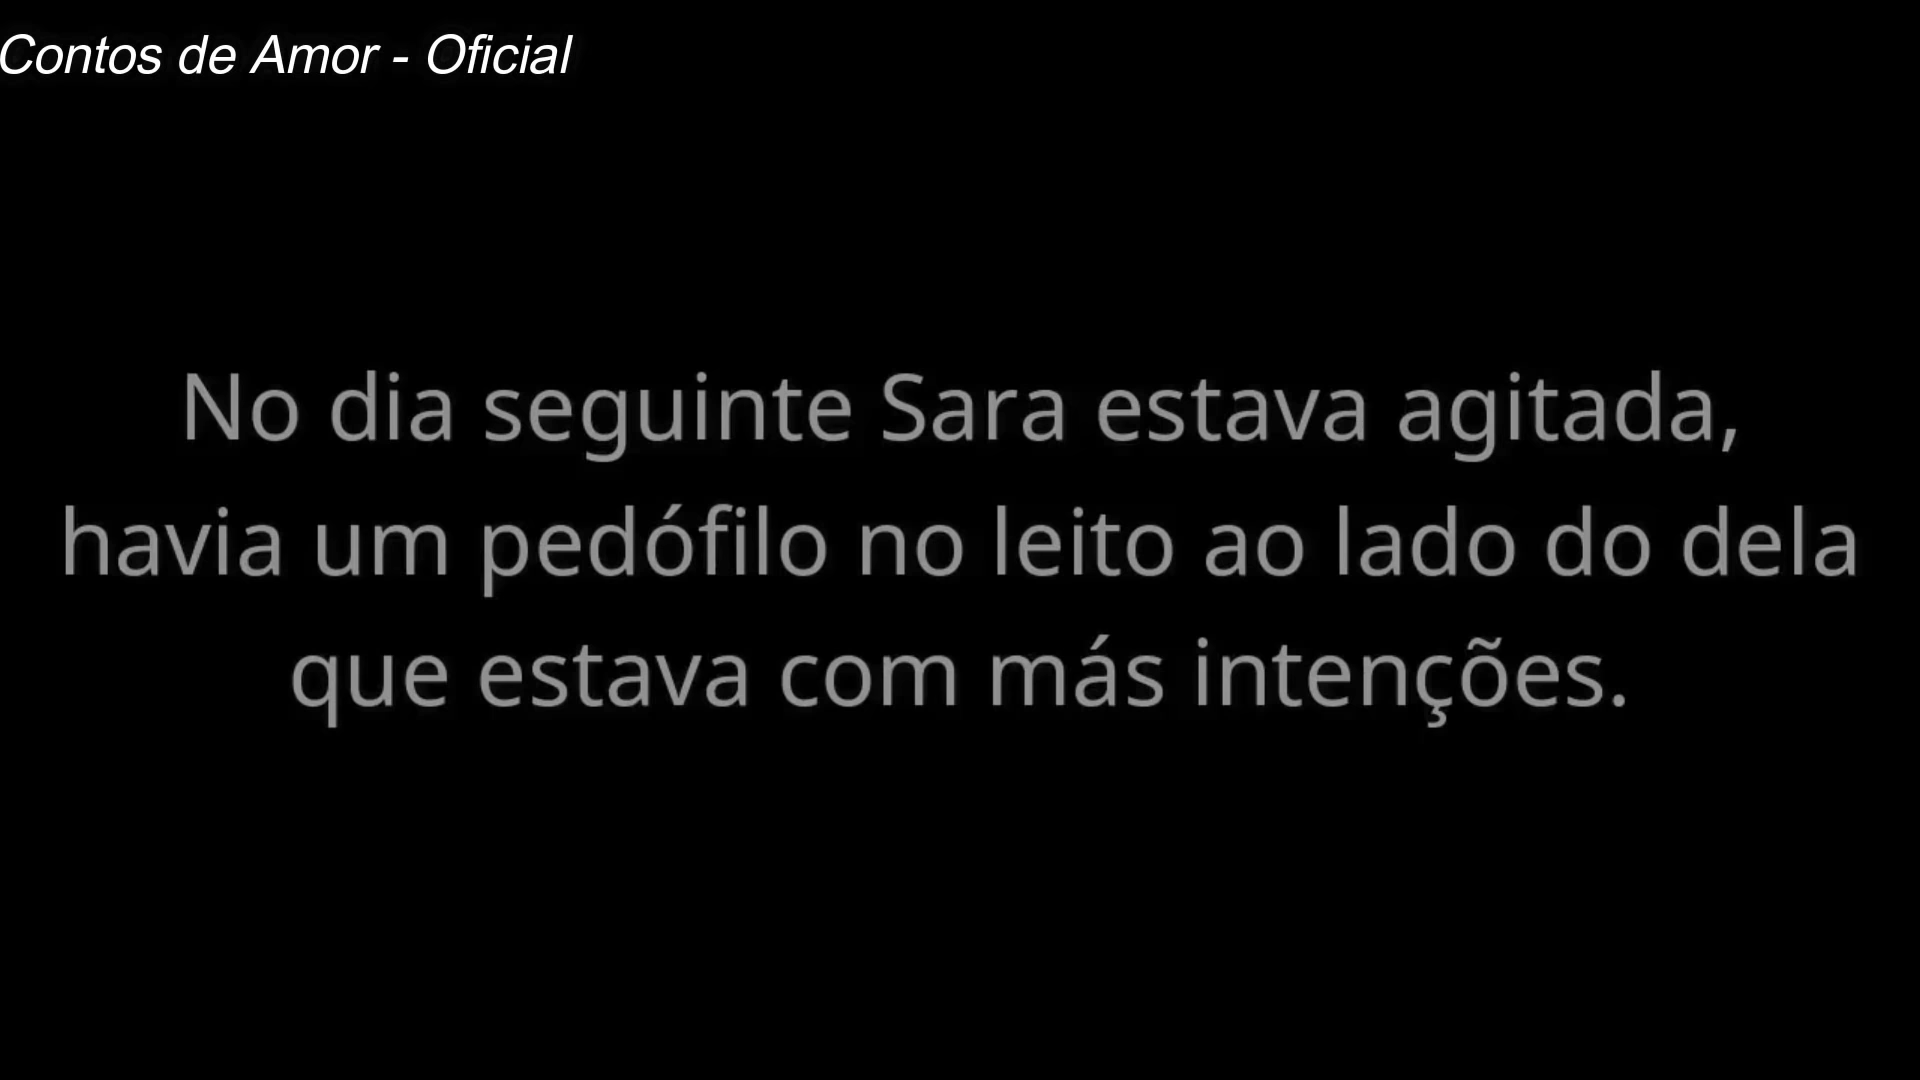 Contos de Amor - Oficial
No dia seguinte Sara estava agitada,
havia um pedófilo no leito ao lado do dela
que estava com más intenções.